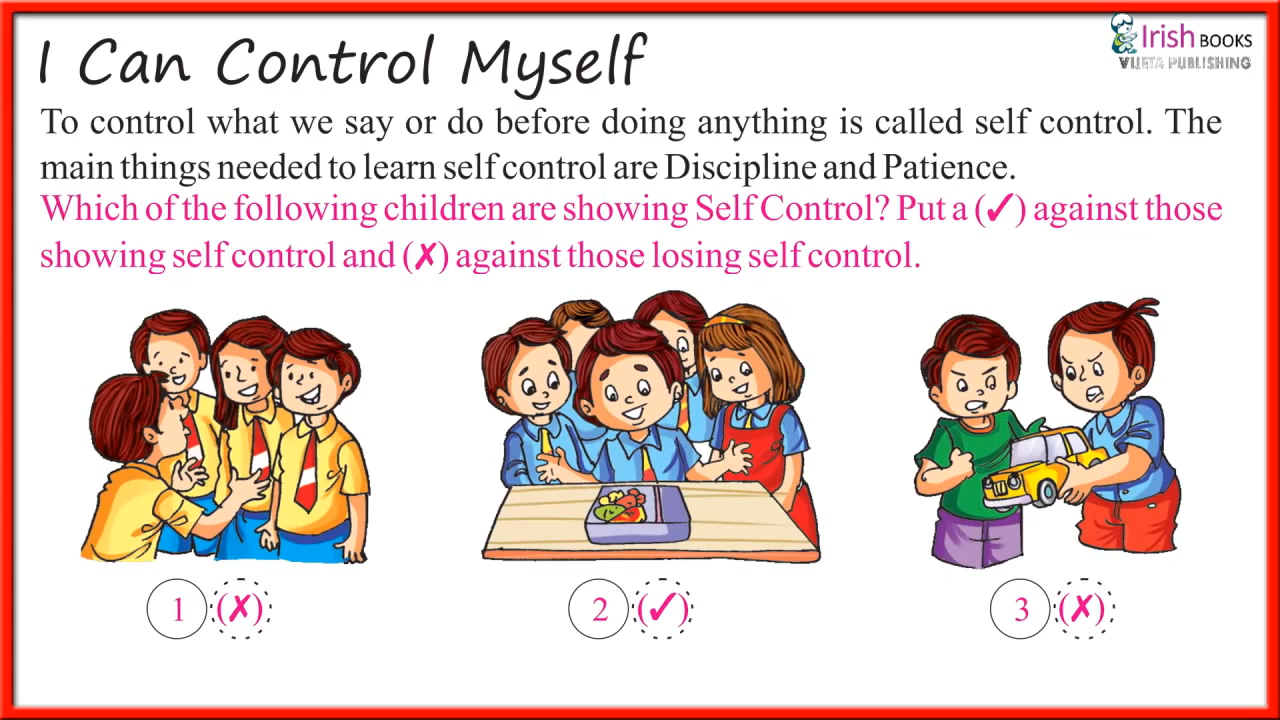 I Can Control Myself
Irish BOOKS
VIJETA PUBLISHING
To control what we say or do before doing anything is called self control. The
main things needed to learn self control are Discipline and Patience.
Which of the following children are showing Self Control? Put a (✓) against those
showing self control and (✗) against those losing self control.
1 (✗) 2 (✓) 3 (✗)